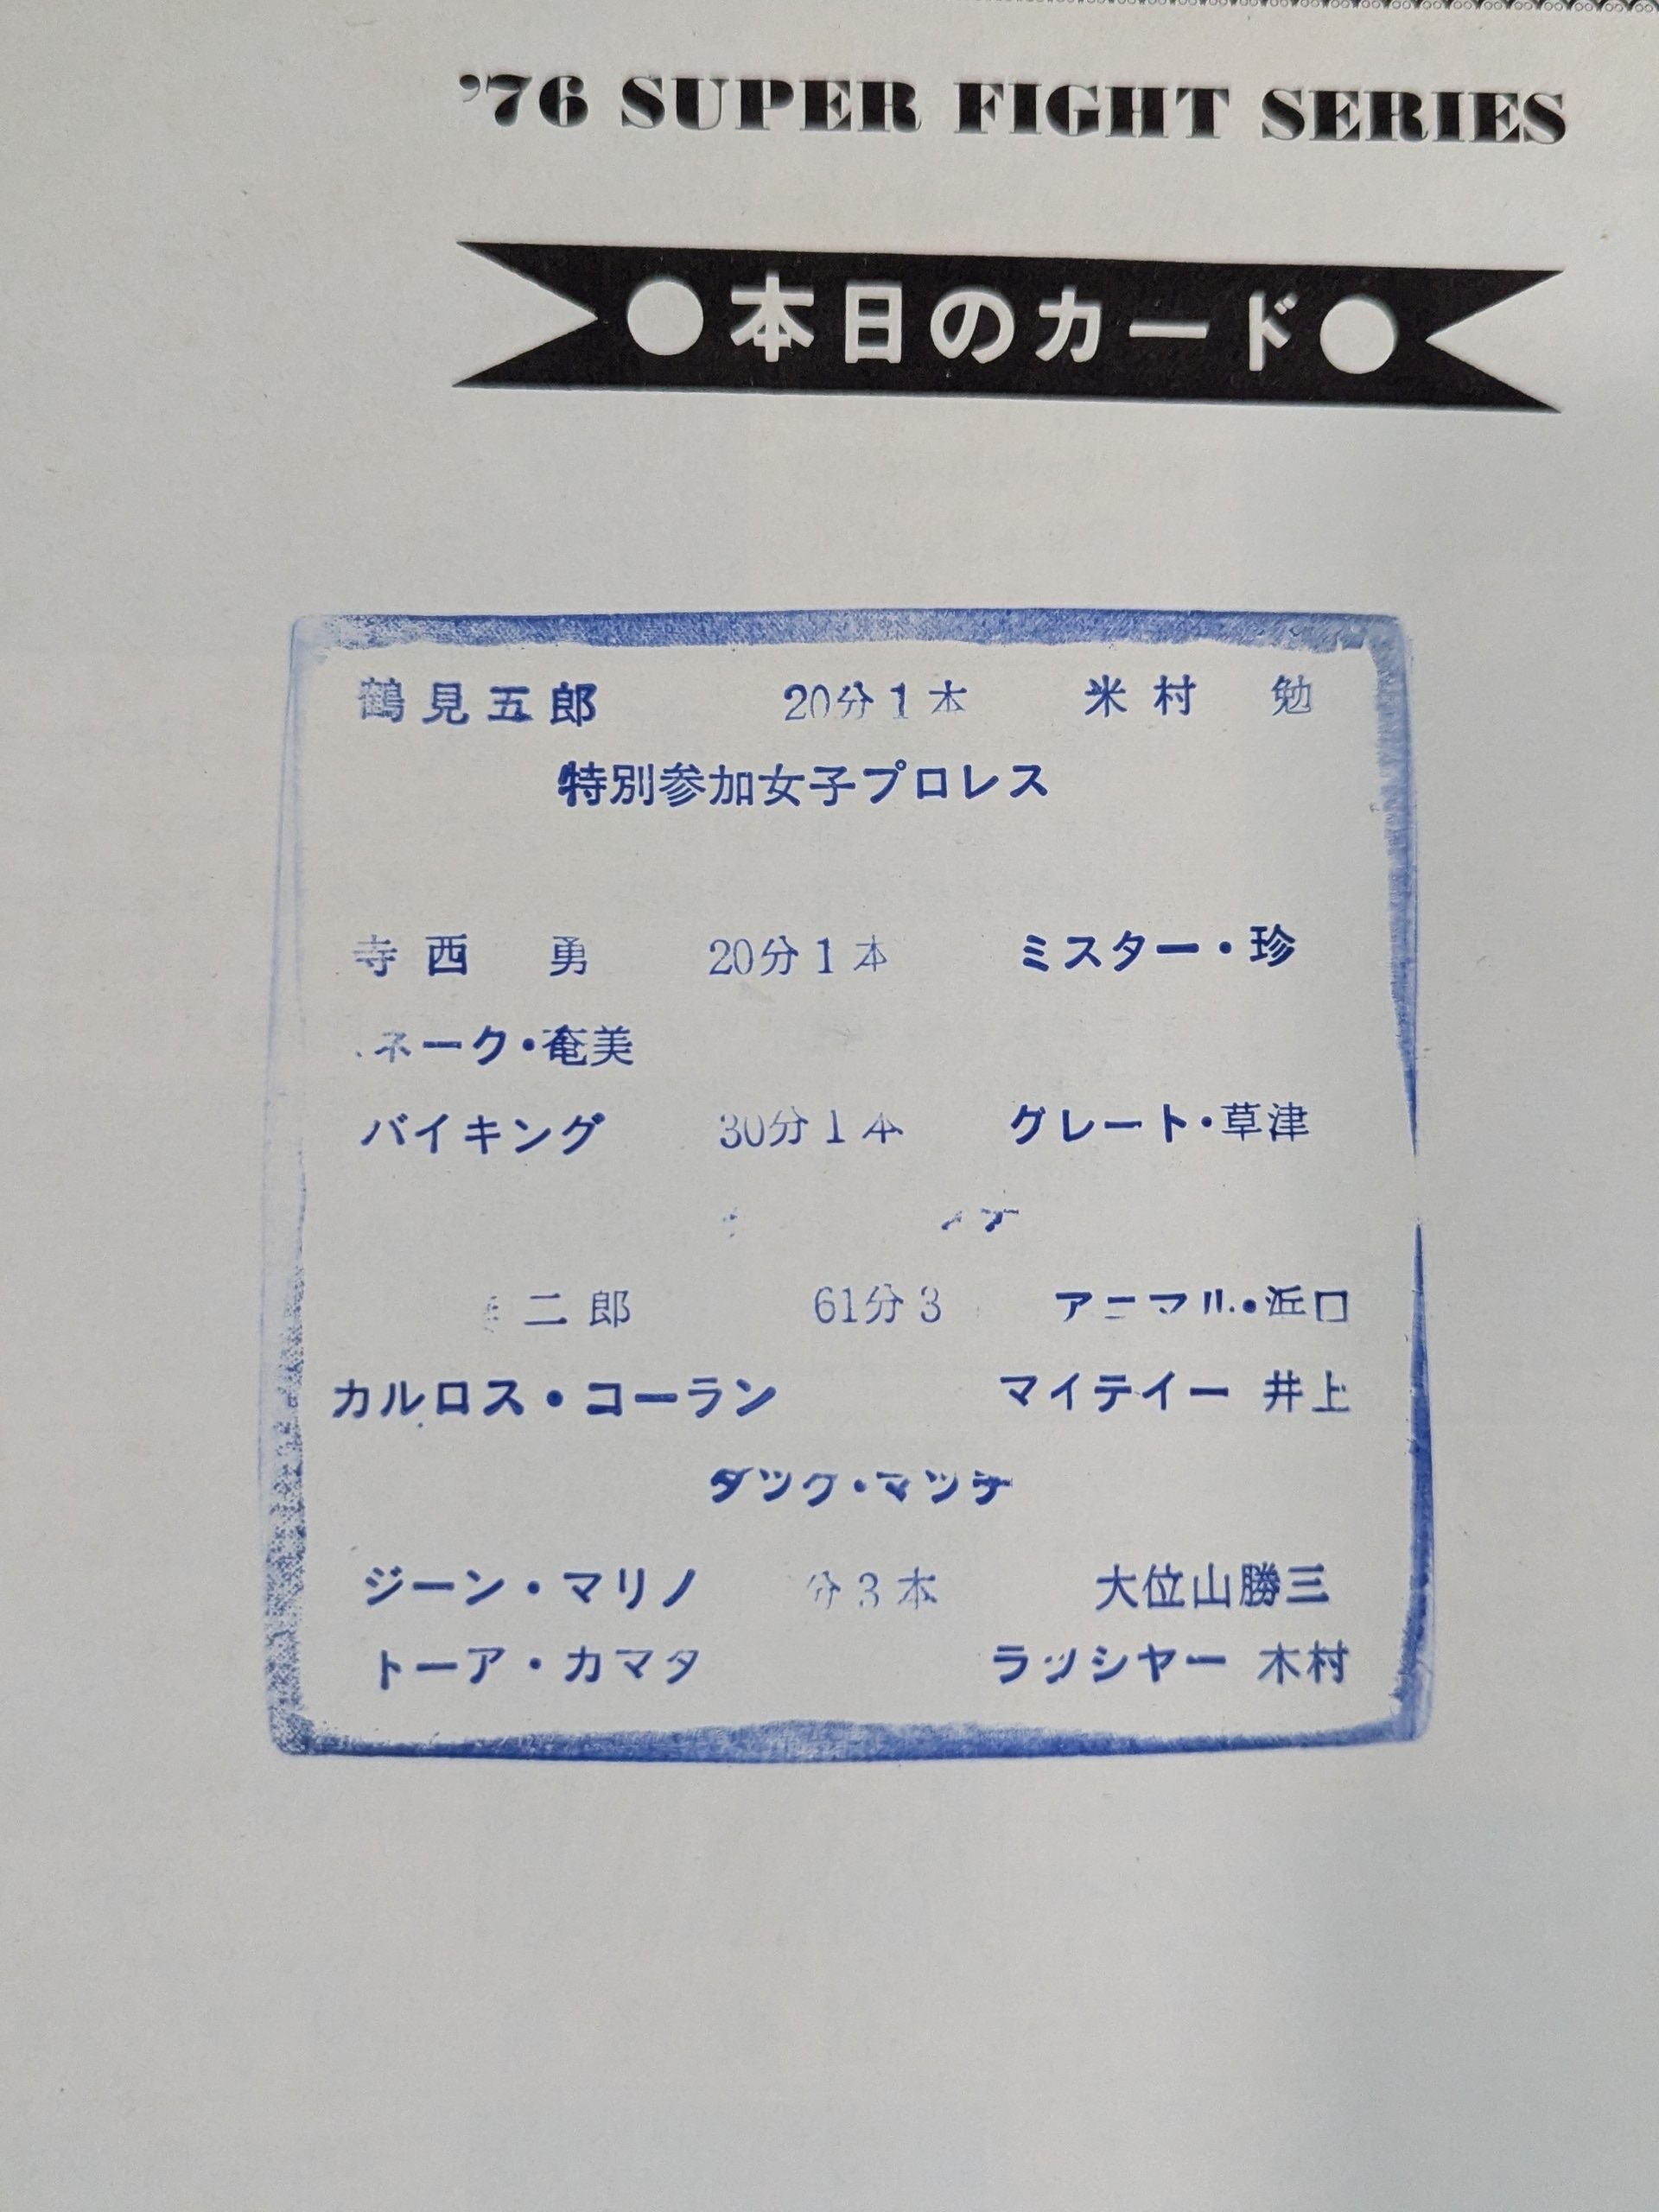 ’76 SUPER FIGHT SERIES
●本日のカード●
鶴見五郎 20分1本 米村 勉
特別参加女子プロレス
寺西 勇 20分1本 ミスター・珍
ネーク・奄美
バイキング 30分1本 グレート・草津
二郎 61分3 アニマル・浜口
カルロス・コーラン マイテイー 井上
タツグ・マツチ
ジーン・マリノ 分3本 大位山勝三
トーア・カマタ ラツシヤー 木村